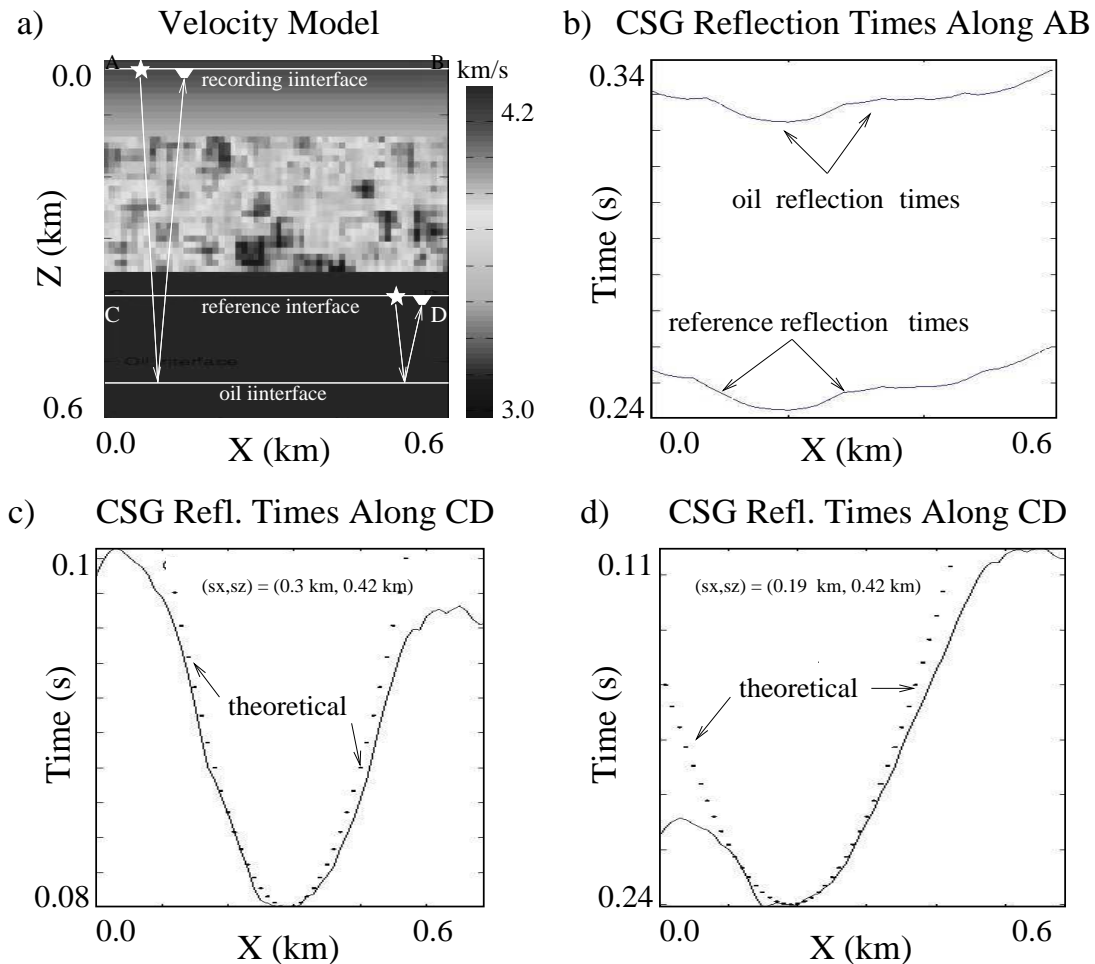 a) Velocity Model
A B
0.0
recording iinterface
km/s
4.2
Z (km)
reference interface
C D
Oil interface
oil iinterface
0.6
3.0
0.0 0.6
X (km)
b) CSG Reflection Times Along AB
0.34
oil reflection times
Time (s)
reference reflection times
0.24
0.0 0.6
X (km)
c) CSG Refl. Times Along CD
0.1
(sx,sz) = (0.3 km, 0.42 km)
theoretical
Time (s)
0.08
0.0 0.6
X (km)
d) CSG Refl. Times Along CD
0.11
(sx,sz) = (0.19 km, 0.42 km)
theoretical
Time (s)
0.24
0.0 0.6
X (km)